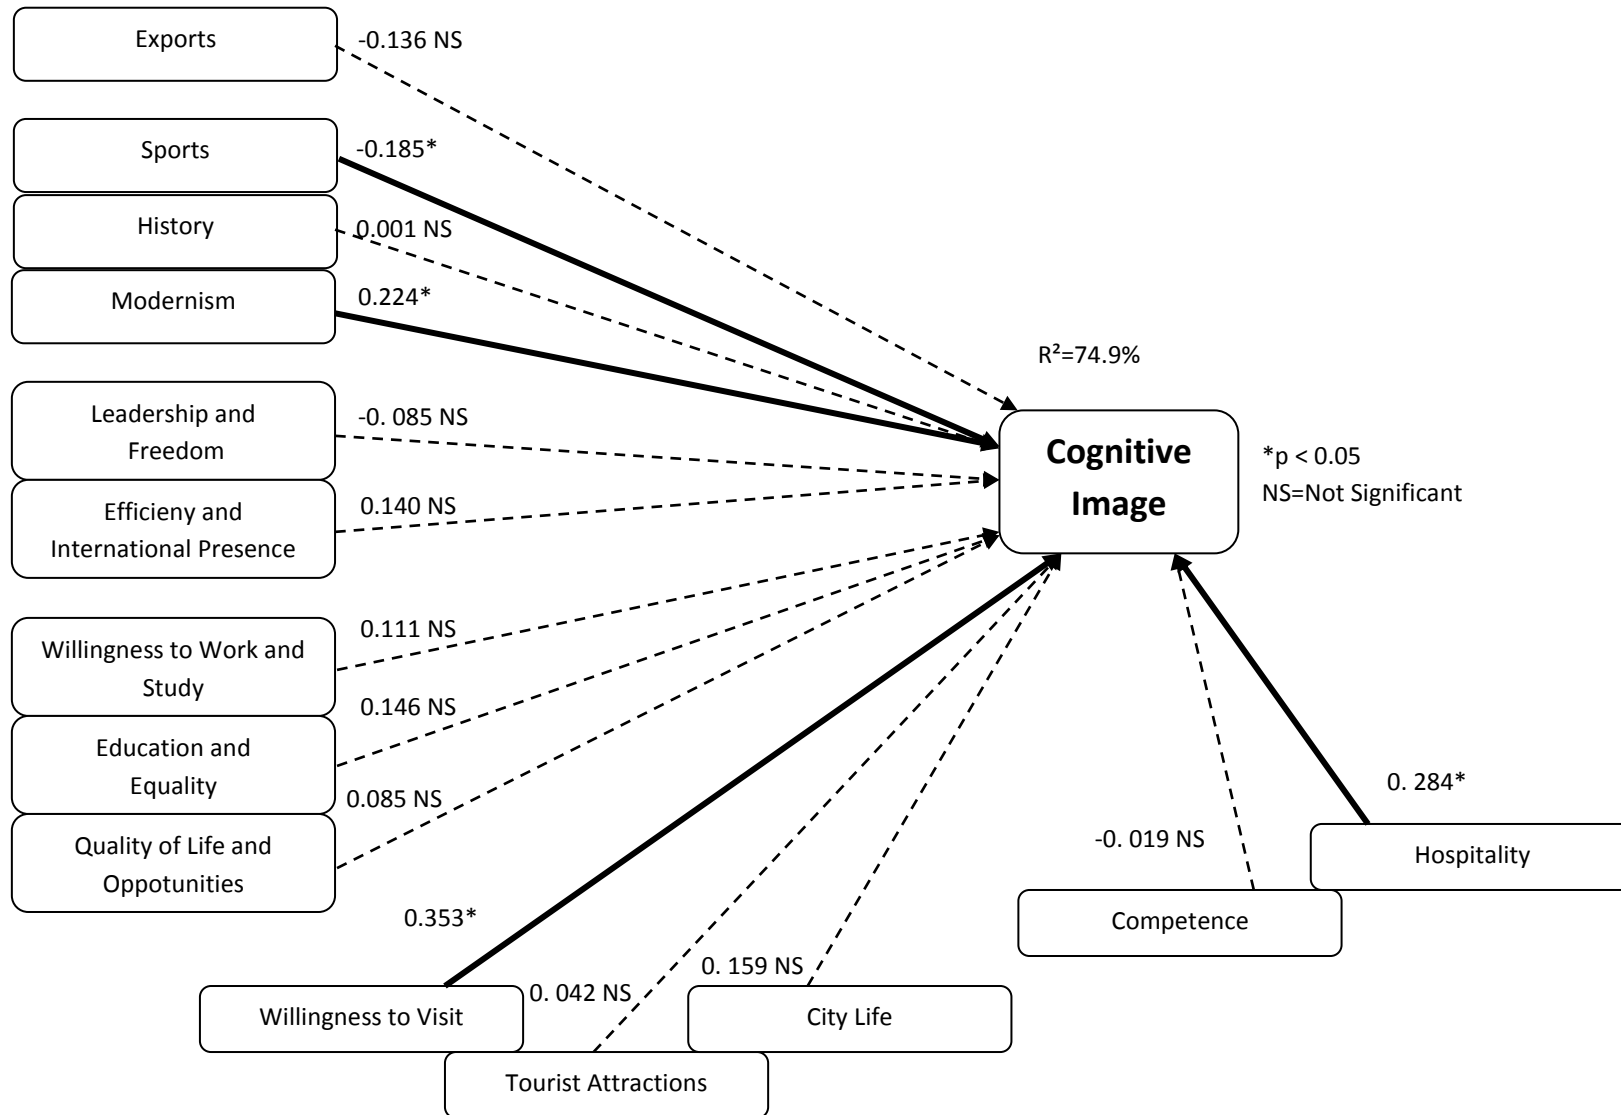 Exports
-0.136 NS
Sports
-0.185*
History
0.001 NS
Modernism
0.224*
R²=74.9%
Leadership and
Freedom
-0. 085 NS
Cognitive
Image
*p < 0.05
NS=Not Significant
Efficieny and
International Presence
0.140 NS
Willingness to Work and
Study
0.111 NS
Education and
Equality
0.146 NS
Quality of Life and
Oppotunities
0.085 NS
0. 284*
Hospitality
-0. 019 NS
Competence
0.353*
Willingness to Visit
0. 042 NS
Tourist Attractions
0. 159 NS
City Life